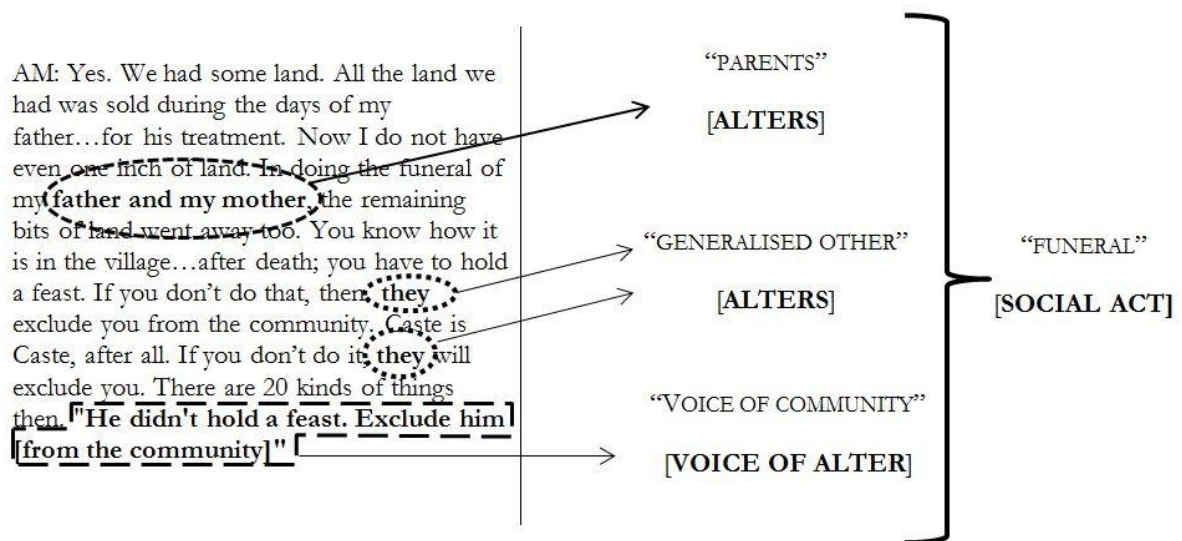 AM: Yes. We had some land. All the land we
had was sold during the days of my
father…for his treatment. Now I do not have
even one inch of land. In doing the funeral of
my father and my mother, the remaining
bits of land went away too. You know how it
is in the village…after death; you have to hold
a feast. If you don’t do that, then they
exclude you from the community. Caste is
Caste, after all. If you don’t do it they will
exclude you. There are 20 kinds of things
then. "He didn't hold a feast. Exclude him
[from the community]"
“PARENTS”
[ALTERS]
“GENERALISED OTHER”
[ALTERS]
“VOICE OF COMMUNITY”
[VOICE OF ALTER]
“FUNERAL”
[SOCIAL ACT]